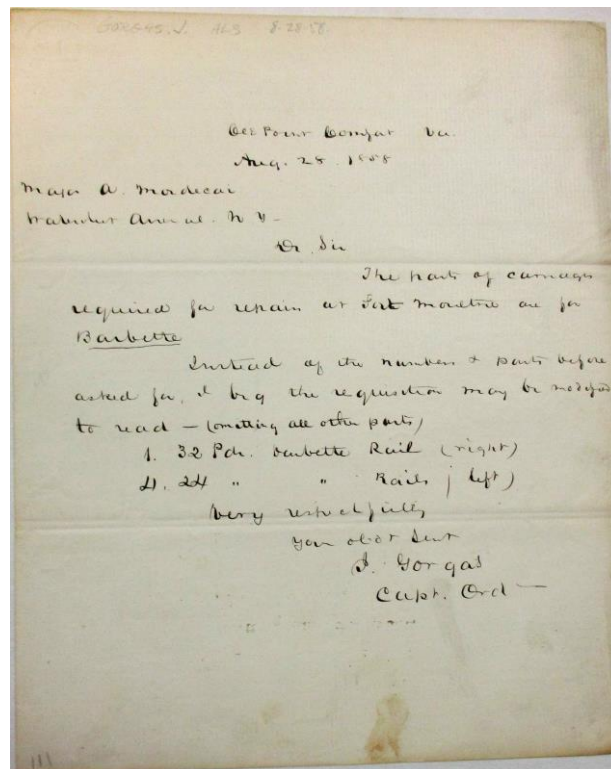 GORGAS, J. ALS 8-28-58.
Old Point Comfort Va.
Aug. 28. 1858
Major A. Mordecai
Watervliet Arsenal. N Y-
Dr. Sir
The parts of carriages
required for repairs at Fort Moultrie are for
Barbette
Instead of the numbers & parts before
asked for, I beg the requisition may be modified
to read - (omitting all other parts)
1. 32 Pdr. barbette Rail (right)
4. 24 " " Rails ( left )
Very respectfully
Your obdt Servt
J. Gorgas
Capt. Ord -